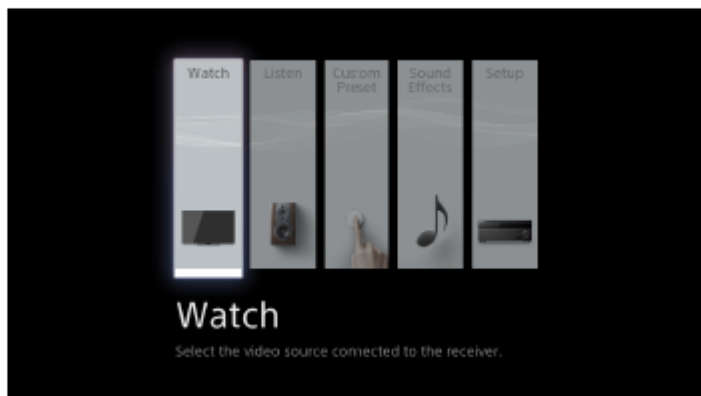 Watch
Listen
Custom
Preset
Sound
Effects
Setup
Watch
Select the video source connected to the receiver.